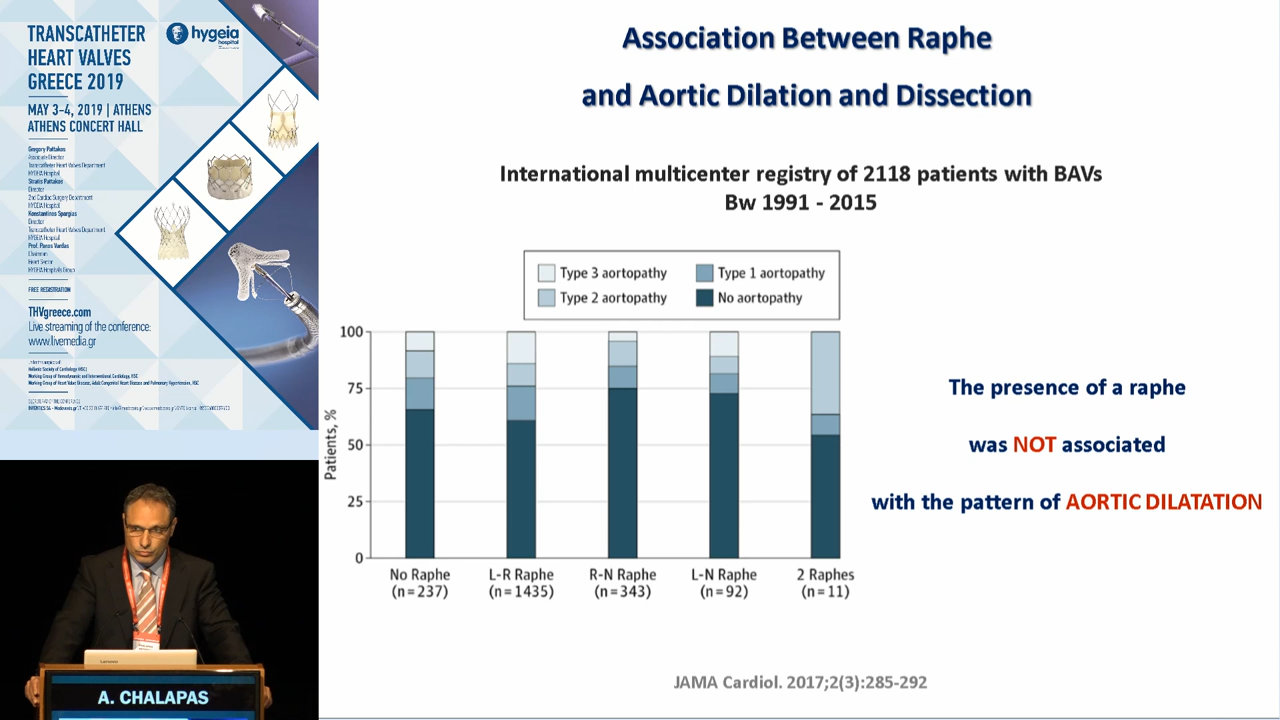 TRANSCATHETER
HEART VALVES
GREECE 2019
hygeia
hospital
MAY 3-4, 2019 | ATHENS
ATHENS CONCERT HALL
Gregory Pattakos
Associate Director
Transcatheter Heart Valves Department
HYGEIA Hospital
Stratis Pattakos
Director
2nd Cardiac Surgery Department
HYGEIA Hospital
Konstantinos Spargias
Director
Transcatheter Heart Valves Department
HYGEIA Hospital
Prof. Panos Vardas
Chairman
Heart Sector
HYGEIA Hospitals Group
FREE REGISTRATION
THVgreece.com
Live streaming of the conference:
www.livemedia.gr
Hellenic Society of Cardiology (HSC)
Working Group of Hemodynamic and Interventional Cardiology, HSC
Working Group of Heart Valve Disease, Adult Congenital Heart Disease and Pulmonary Hypertension, HSC
A. CHALAPAS
Association Between Raphe
and Aortic Dilation and Dissection
International multicenter registry of 2118 patients with BAVs
Bw 1991 - 2015
Type 3 aortopathy
Type 1 aortopathy
Type 2 aortopathy
No aortopathy
Patients, %
100
75
50
25
0
No Raphe
(n=237)
L-R Raphe
(n=1435)
R-N Raphe
(n=343)
L-N Raphe
(n=92)
2 Raphes
(n=11)
The presence of a raphe
was NOT associated
with the pattern of AORTIC DILATATION
JAMA Cardiol. 2017;2(3):285-292